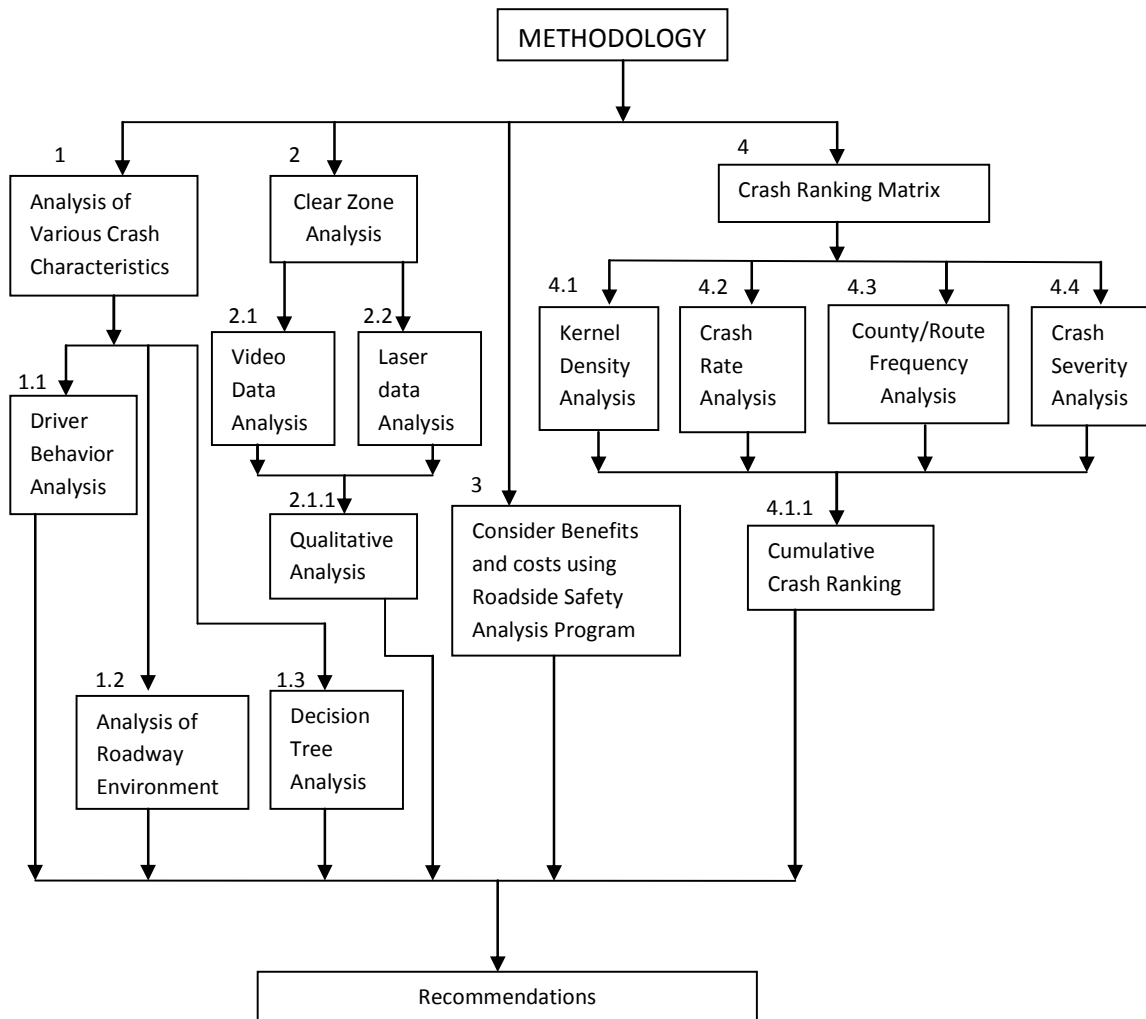 METHODOLOGY
1
Analysis of
Various Crash
Characteristics
2
Clear Zone
Analysis
4
Crash Ranking Matrix
2.1
Video
Data
Analysis
2.2
Laser
data
Analysis
4.1
Kernel
Density
Analysis
4.2
Crash
Rate
Analysis
4.3
County/Route
Frequency
Analysis
4.4
Crash
Severity
Analysis
1.1
Driver
Behavior
Analysis
2.1.1
Qualitative
Analysis
3
Consider Benefits
and costs using
Roadside Safety
Analysis Program
4.1.1
Cumulative
Crash Ranking
1.2
Analysis of
Roadway
Environment
1.3
Decision
Tree
Analysis
Recommendations